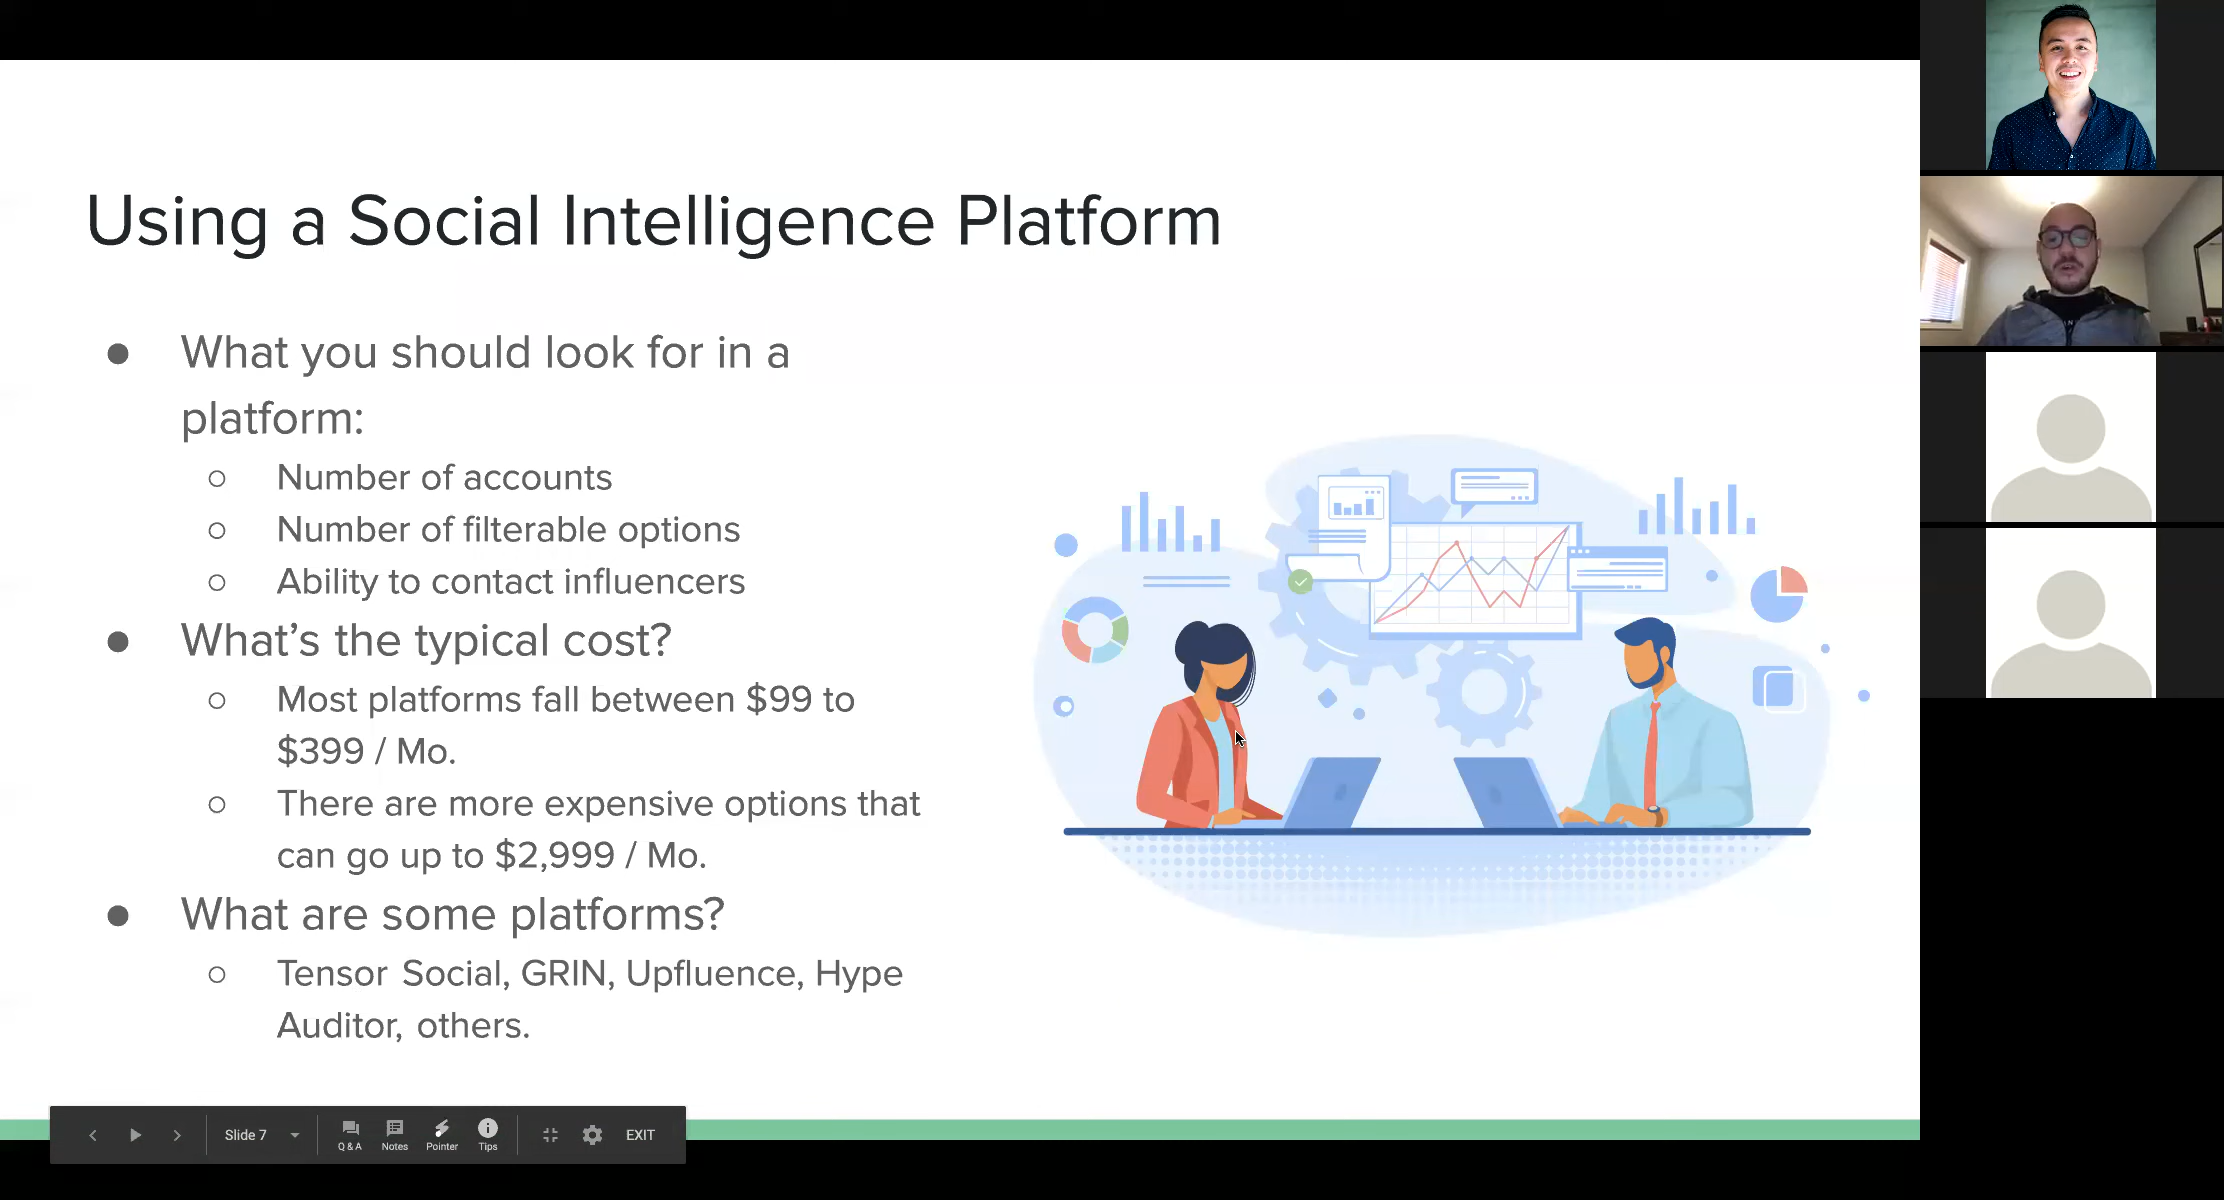 Using a Social Intelligence Platform
● What you should look for in a
platform:
○ Number of accounts
○ Number of filterable options
○ Ability to contact influencers
● What’s the typical cost?
○ Most platforms fall between $99 to
$399 / Mo.
○ There are more expensive options that
can go up to $2,999 / Mo.
● What are some platforms?
○ Tensor Social, GRIN, Upfluence, Hype
Auditor, others.
Slide 7
Q & A
Notes
Pointer
Tips
EXIT